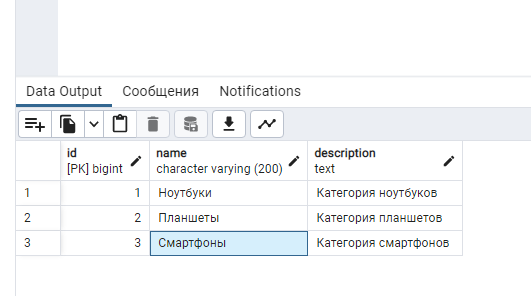 Data Output Сообщения Notifications
id name description
[PK] bigint character varying (200) text
1 1 Ноутбуки Категория ноутбуков
2 2 Планшеты Категория планшетов
3 3 Смартфоны Категория смартфонов